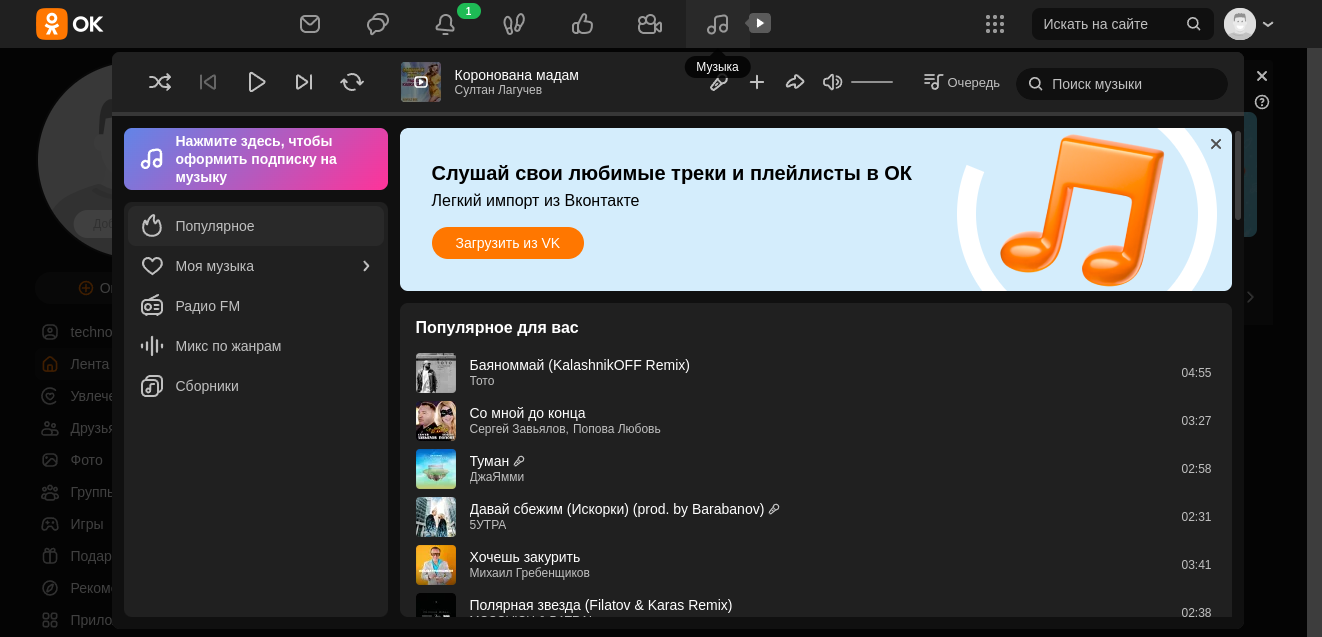 OK
1
Искать на сайте
Музыка
Коронована мадам
Султан Лагучев
Очередь
Поиск музыки
Нажмите здесь, чтобы
оформить подписку на
музыку
Популярное
Моя музыка
Радио FM
Микс по жанрам
Сборники
techno
Лента
Увлече
Друзья
Фото
Группы
Игры
Подар
Реком
Прило
Слушай свои любимые треки и плейлисты в ОК
Легкий импорт из Вконтакте
Загрузить из VK
Популярное для вас
Баяноммай (KalashnikOFF Remix)
Тото
04:55
Со мной до конца
Сергей Завьялов, Попова Любовь
03:27
Туман
ДжаЯмми
02:58
Давай сбежим (Искорки) (prod. by Barabanov)
5УТРА
02:31
Хочешь закурить
Михаил Гребенщиков
03:41
Полярная звезда (Filatov & Karas Remix)
02:38